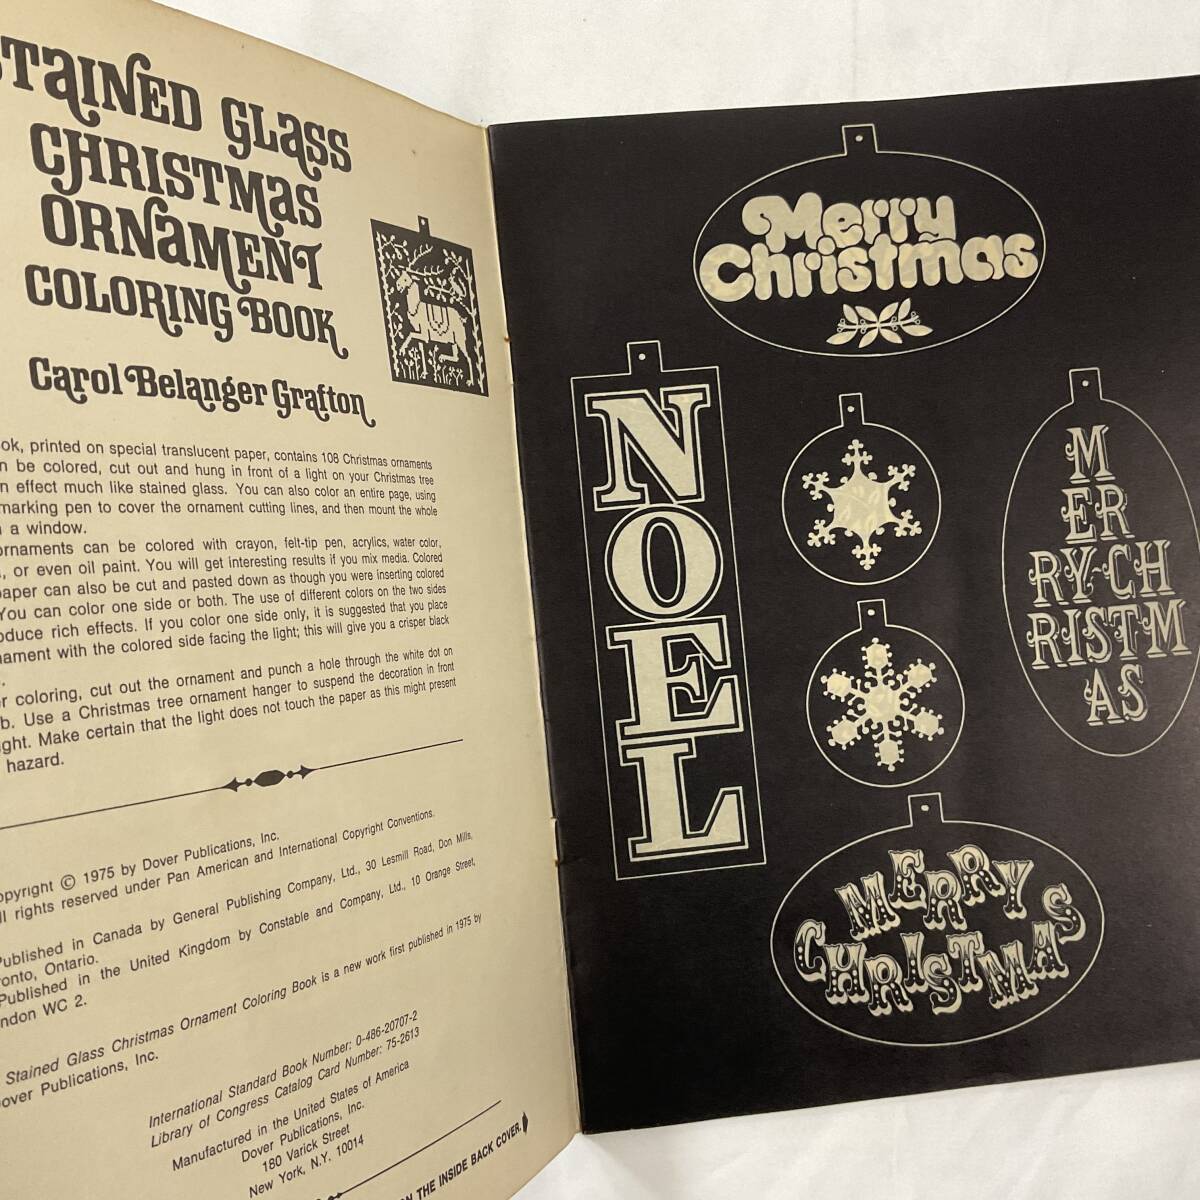 STAINED GLASS
CHRISTMAS
ORNAMENT
COLORING BOOK
Carol Belanger Grafton
ok, printed on special translucent paper, contains 108 Christmas ornaments
n be colored, cut out and hung in front of a light on your Christmas tree
n effect much like stained glass. You can also color an entire page, using
marking pen to cover the ornament cutting lines, and then mount the whole
a window.
ornaments can be colored with crayon, felt-tip pen, acrylics, water color,
, or even oil paint. You will get interesting results if you mix media. Colored
paper can also be cut and pasted down as though you were inserting colored
You can color one side or both. The use of different colors on the two sides
oduce rich effects. If you color one side only, it is suggested that you place
nament with the colored side facing the light; this will give you a crisper black
.
r coloring, cut out the ornament and punch a hole through the white dot on
b. Use a Christmas tree ornament hanger to suspend the decoration in front
ght. Make certain that the light does not touch the paper as this might present
hazard.
opyright © 1975 by Dover Publications, Inc.
ll rights reserved under Pan American and International Copyright Conventions.
Published in Canada by General Publishing Company, Ltd., 30 Lesmill Road, Don Mills,
ronto, Ontario.
Published in the United Kingdom by Constable and Company, Ltd., 10 Orange Street,
ndon WC 2.
Stained Glass Christmas Ornament Coloring Book is a new work first published in 1975 by
over Publications, Inc.
International Standard Book Number: 0-486-20707-2
Library of Congress Catalog Card Number: 75-2613
Manufactured in the United States of America
Dover Publications, Inc.
180 Varick Street
New York, N.Y. 10014
ON THE INSIDE BACK COVER.
Merry
Christmas
N
O
E
L
M
ER
RY-CH
RISTM
AS
MERRY
CHRISTMAS